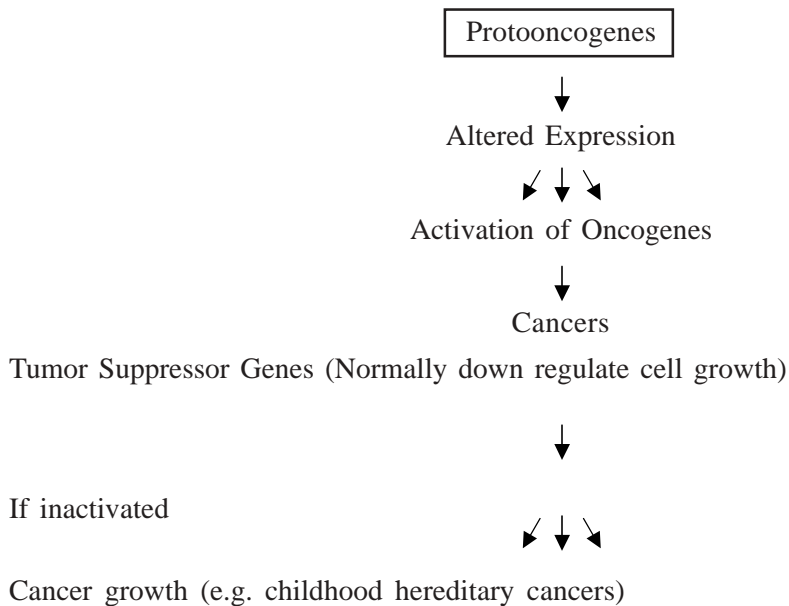 Protooncogenes
Altered Expression
Activation of Oncogenes
Cancers
Tumor Suppressor Genes (Normally down regulate cell growth)
If inactivated
Cancer growth (e.g. childhood hereditary cancers)